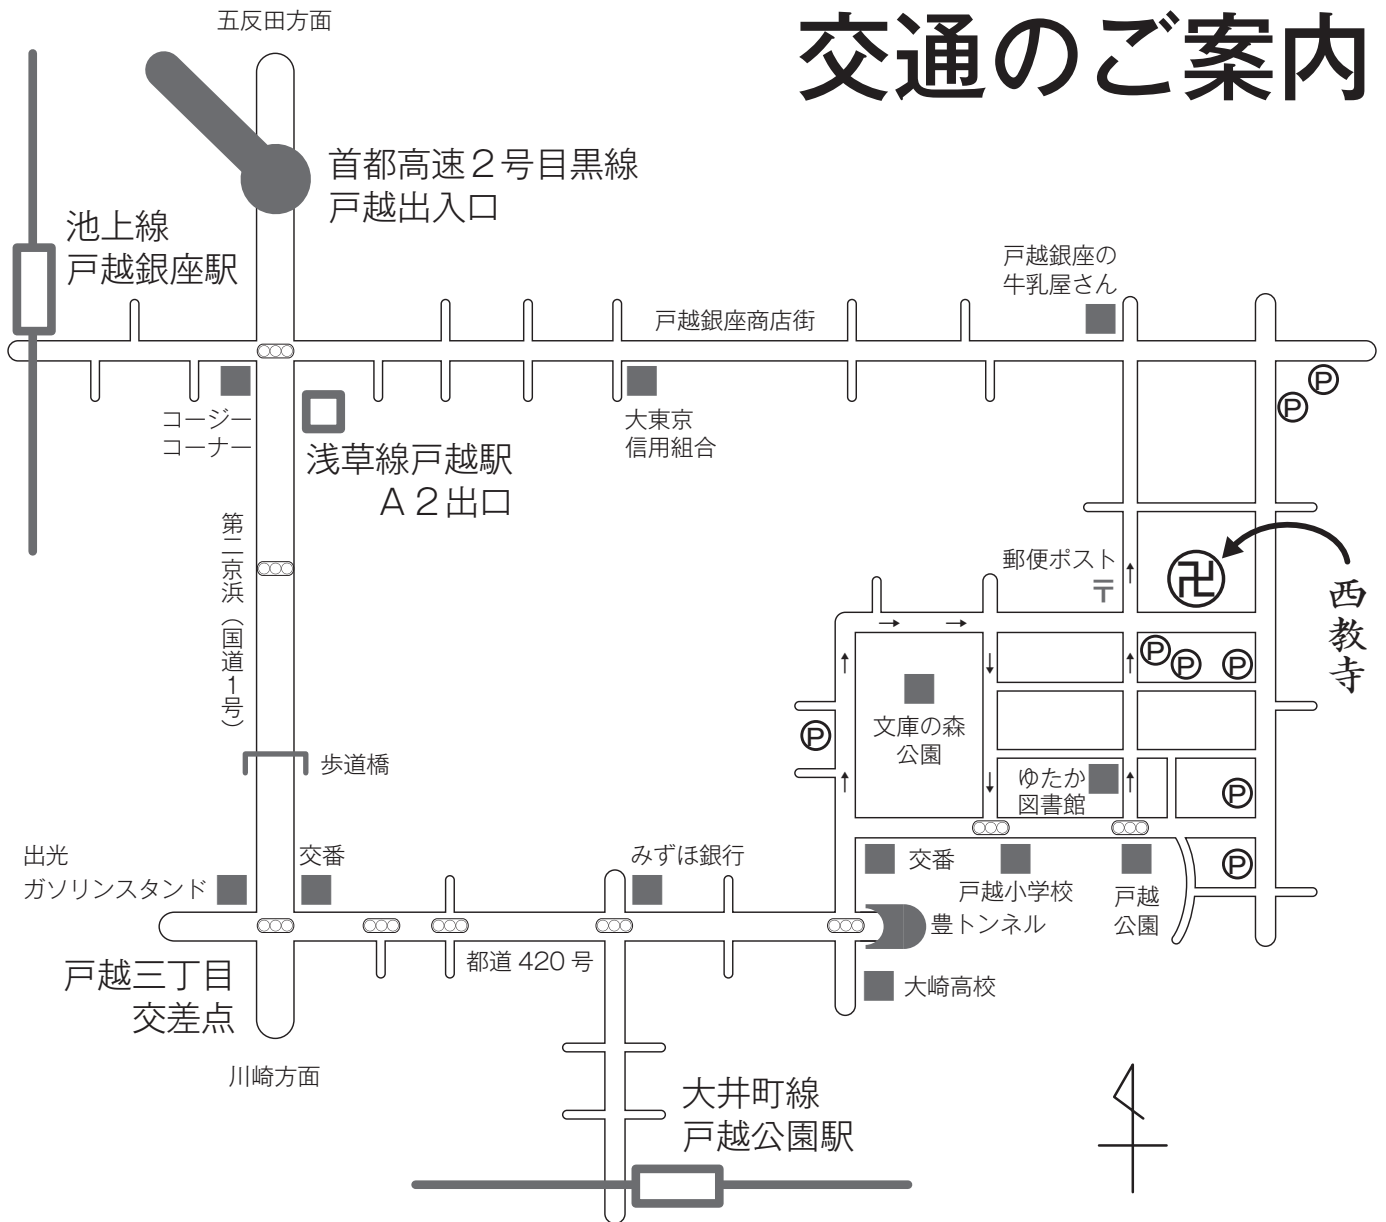 交通のご案内
五反田方面
首都高速２号目黒線
戸越出入口
池上線
戸越銀座駅
戸越銀座の
牛乳屋さん
戸越銀座商店街
コージー
コーナー
大東京
信用組合
浅草線戸越駅
Ａ２出口
第二京浜（国道1号）
郵便ポスト
〒
卍
西教寺
P
P
P
P
P
P
P
P
文庫の森
公園
歩道橋
ゆたか
図書館
出光
ガソリンスタンド
交番
みずほ銀行
交番
戸越小学校
戸越
公園
豊トンネル
都道 420 号
戸越三丁目
交差点
大崎高校
川崎方面
大井町線
戸越公園駅